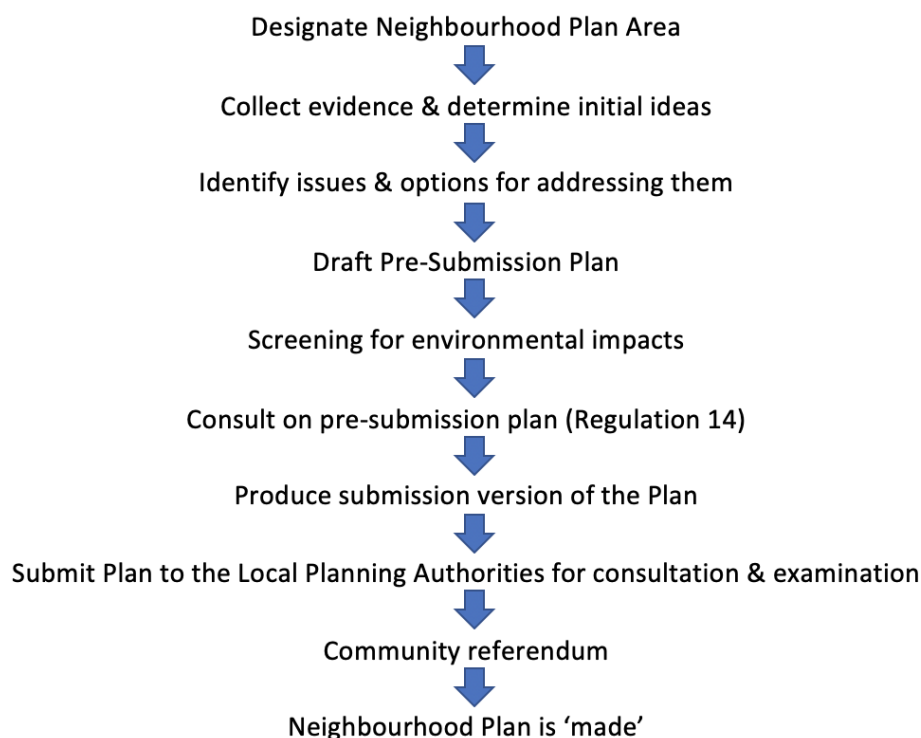 Designate Neighbourhood Plan Area
Collect evidence & determine initial ideas
Identify issues & options for addressing them
Draft Pre-Submission Plan
Screening for environmental impacts
Consult on pre-submission plan (Regulation 14)
Produce submission version of the Plan
Submit Plan to the Local Planning Authorities for consultation & examination
Community referendum
Neighbourhood Plan is ‘made’